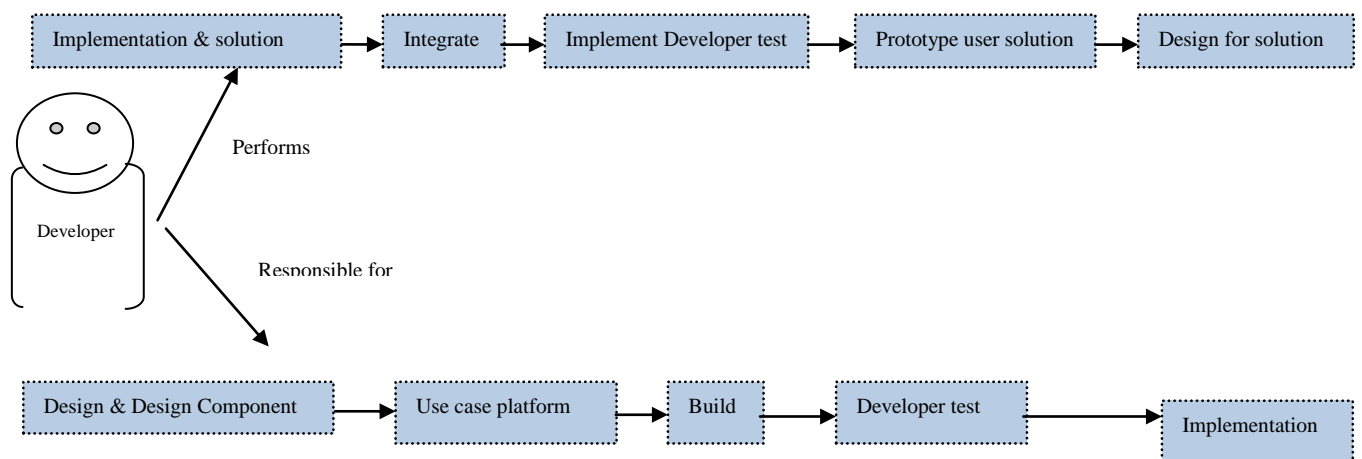 Implementation & solution
Integrate
Implement Developer test
Prototype user solution
Design for solution
Performs
Developer
Responsible for
Design & Design Component
Use case platform
Build
Developer test
Implementation